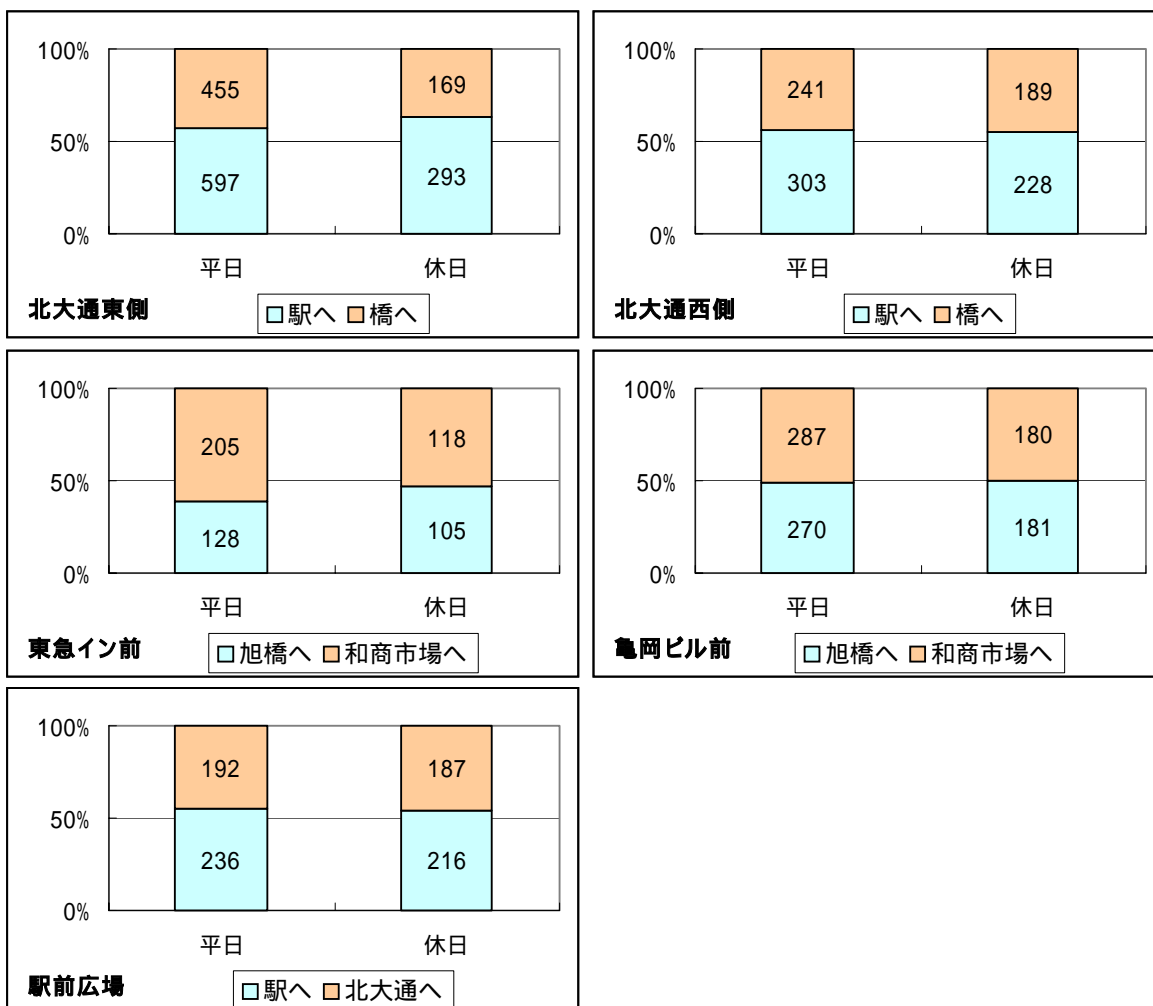 100%
455
169
50%
597
293
0%
平日
休日
北大通東側
駅へ 橋へ
100%
241
189
50%
303
228
0%
平日
休日
北大通西側
駅へ 橋へ
100%
205
118
50%
128
105
0%
平日
休日
東急イン前
旭橋へ 和商市場へ
100%
287
180
50%
270
181
0%
平日
休日
亀岡ビル前
旭橋へ 和商市場へ
100%
192
187
50%
236
216
0%
平日
休日
駅前広場
駅へ 北大通へ